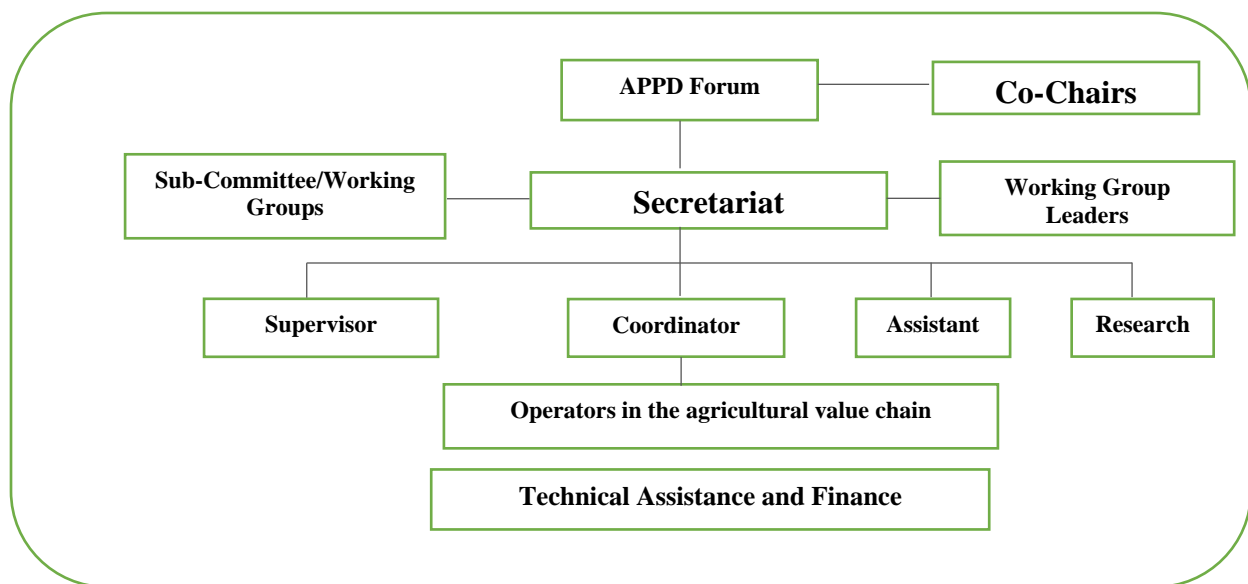 APPD Forum
Co-Chairs
Sub-Committee/Working
Groups
Secretariat
Working Group
Leaders
Supervisor
Coordinator
Assistant
Research
Operators in the agricultural value chain
Technical Assistance and Finance